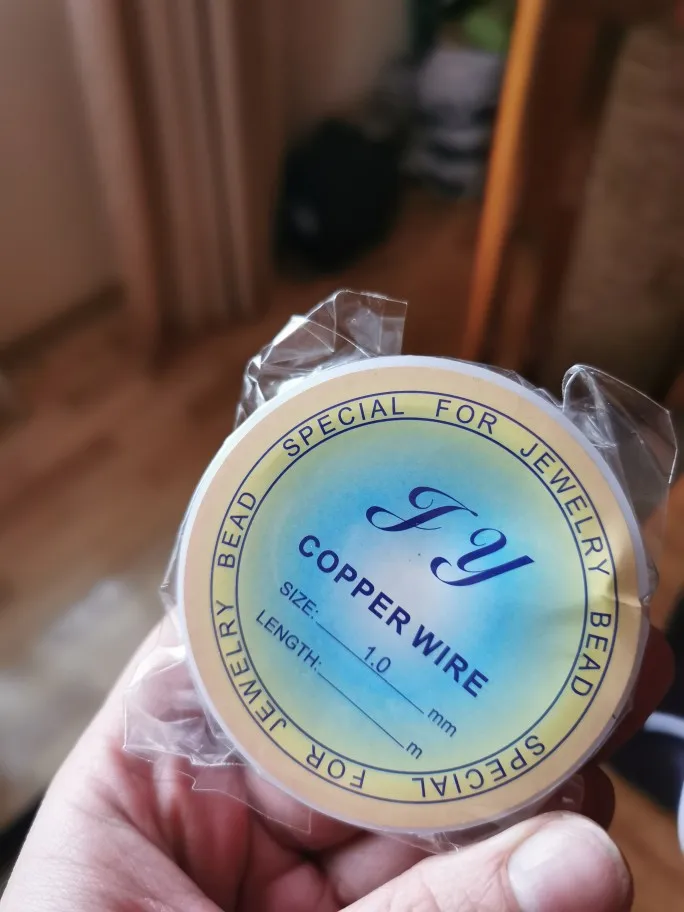 SPECIAL FOR JEWELRY BEAD
SPECIAL FOR JEWELRY BEAD
JY
COPPER WIRE
SIZE: 1.0 mm
LENGTH: m